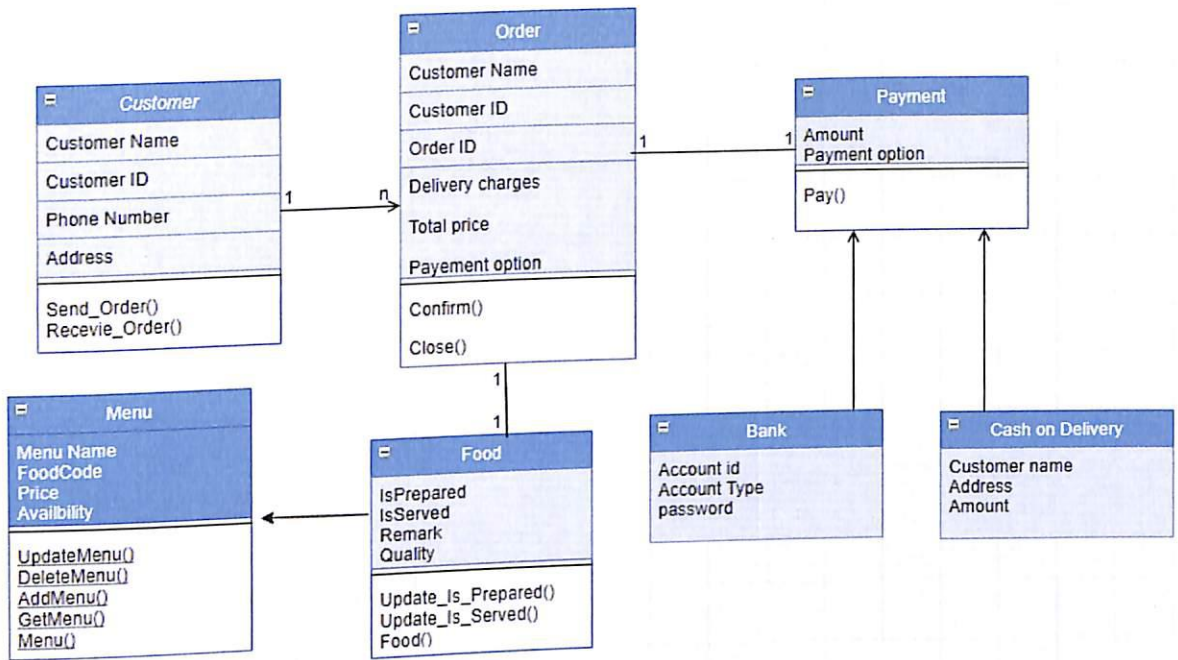 Customer
Customer Name
Customer ID
Phone Number
Address
Send_Order()
Recevie_Order()
1
n
Order
Customer Name
Customer ID
Order ID
Delivery charges
Total price
Payement option
Confirm()
Close()
1
1
Payment
Amount
Payment option
Pay()
1
1
Menu
Menu Name
FoodCode
Price
Availbility
UpdateMenu()
DeleteMenu()
AddMenu()
GetMenu()
Menu()
Food
IsPrepared
IsServed
Remark
Quality
Update_Is_Prepared()
Update_Is_Served()
Food()
Bank
Account id
Account Type
password
Cash on Delivery
Customer name
Address
Amount